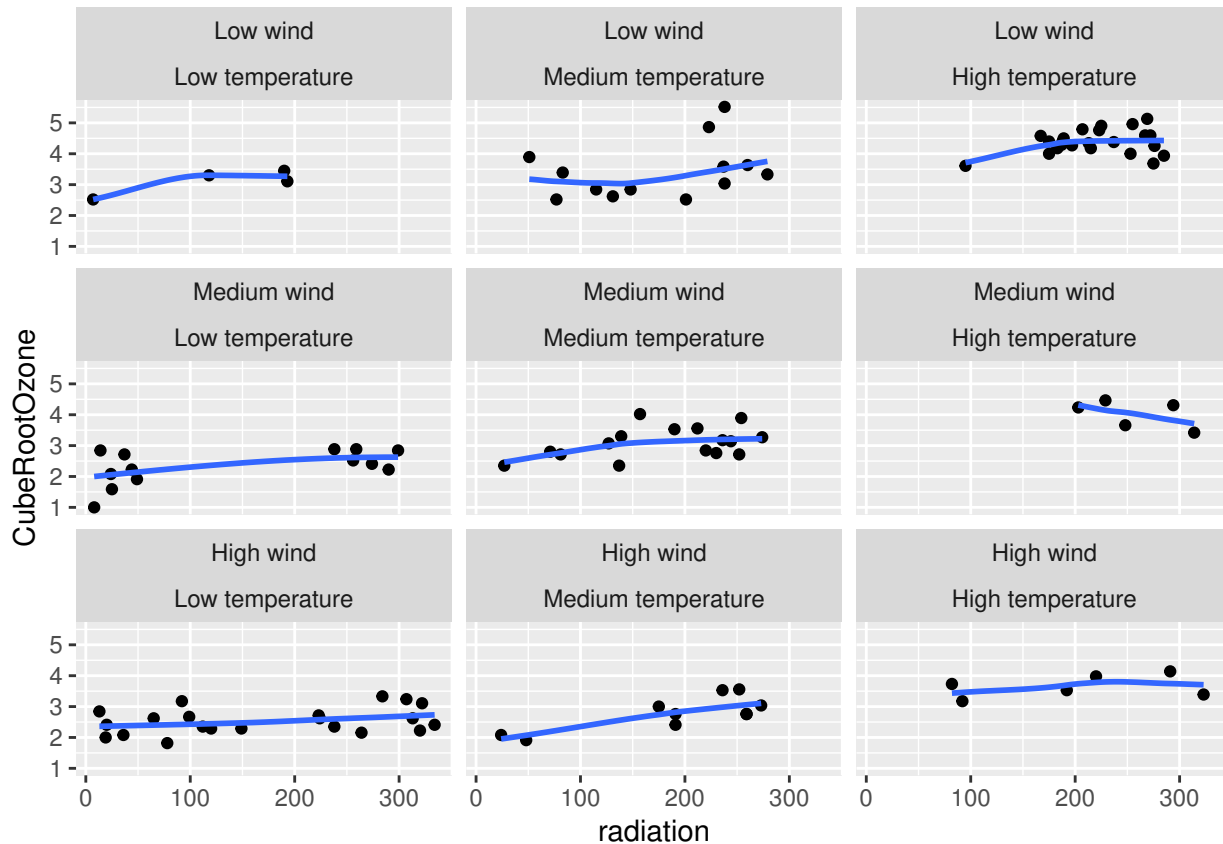 Low wind
Low temperature
Low wind
Medium temperature
Low wind
High temperature
5
4
3
2
1
Medium wind
Low temperature
Medium wind
Medium temperature
Medium wind
High temperature
5
4
3
2
1
CubeRootOzone
High wind
Low temperature
High wind
Medium temperature
High wind
High temperature
5
4
3
2
1
0 100 200 300 0 100 200 300 0 100 200 300
radiation